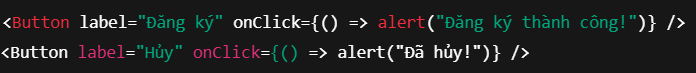 <Button label="Đăng ký" onClick={() => alert("Đăng ký thành công!")} />
<Button label="Hủy" onClick={() => alert("Đã hủy!")} />